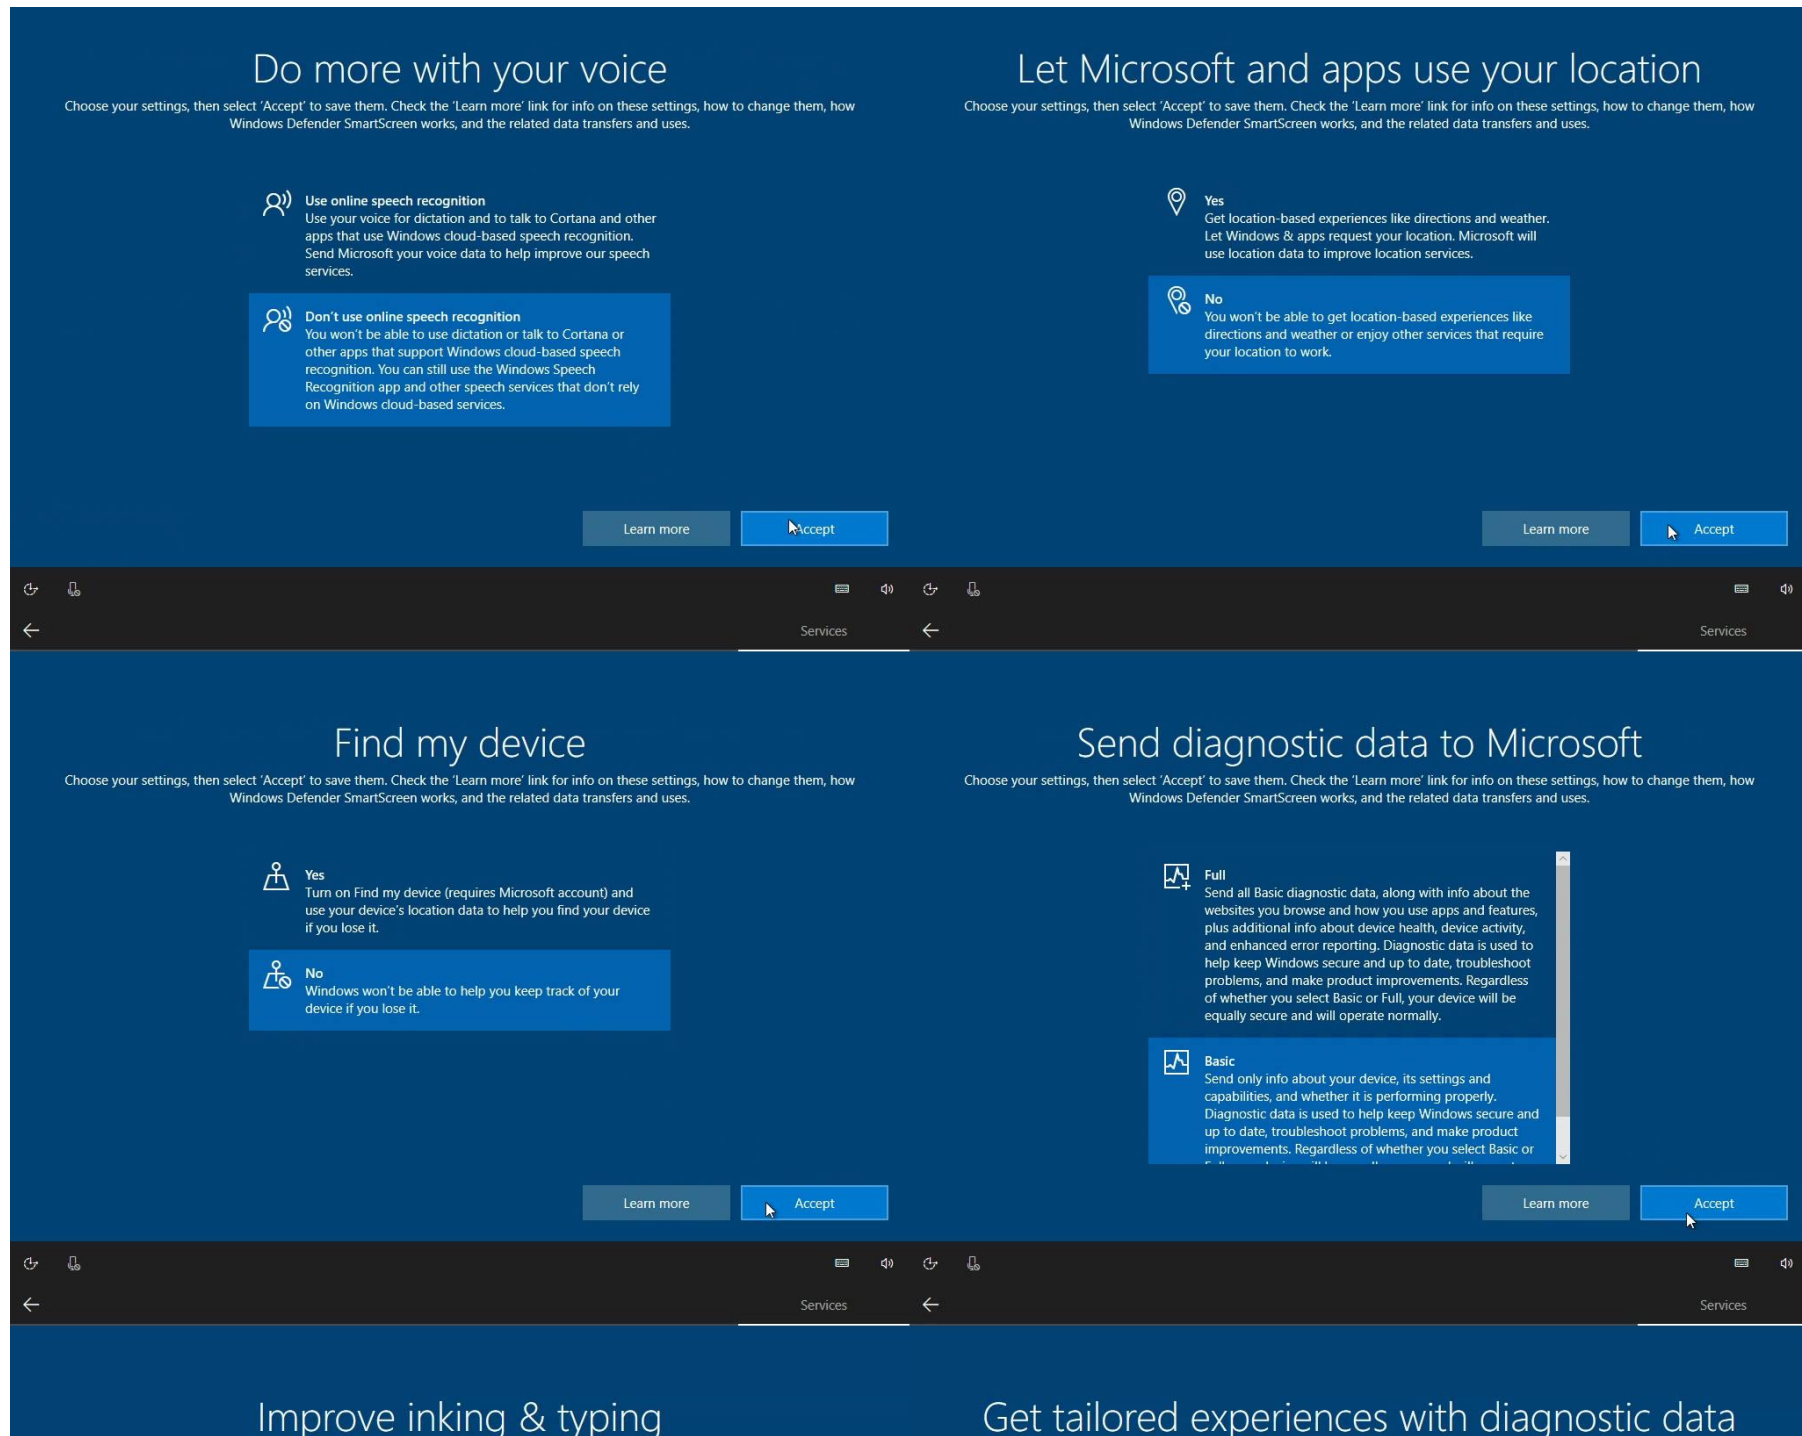 Do more with your voice
Choose your settings, then select 'Accept' to save them. Check the 'Learn more' link for info on these settings, how to change them, how
Windows Defender SmartScreen works, and the related data transfers and uses.
Use online speech recognition
Use your voice for dictation and to talk to Cortana and other
apps that use Windows cloud-based speech recognition.
Send Microsoft your voice data to help improve our speech
services.
Don't use online speech recognition
You won't be able to use dictation or talk to Cortana or
other apps that support Windows cloud-based speech
recognition. You can still use the Windows Speech
Recognition app and other speech services that don't rely
on Windows cloud-based services.
Learn more
Accept
Let Microsoft and apps use your location
Choose your settings, then select 'Accept' to save them. Check the 'Learn more' link for info on these settings, how to change them, how
Windows Defender SmartScreen works, and the related data transfers and uses.
Yes
Get location-based experiences like directions and weather.
Let Windows & apps request your location. Microsoft will
use location data to improve location services.
No
You won't be able to get location-based experiences like
directions and weather or enjoy other services that require
your location to work.
Learn more
Accept
Services
Find my device
Choose your settings, then select 'Accept' to save them. Check the 'Learn more' link for info on these settings, how to change them, how
Windows Defender SmartScreen works, and the related data transfers and uses.
Yes
Turn on Find my device (requires Microsoft account) and
use your device's location data to help you find your device
if you lose it.
No
Windows won't be able to help you keep track of your
device if you lose it.
Learn more
Accept
Services
Send diagnostic data to Microsoft
Choose your settings, then select 'Accept' to save them. Check the 'Learn more' link for info on these settings, how to change them, how
Windows Defender SmartScreen works, and the related data transfers and uses.
Full
Send all Basic diagnostic data, along with info about the
websites you browse and how you use apps and features,
plus additional info about device health, device activity,
and enhanced error reporting. Diagnostic data is used to
help keep Windows secure and up to date, troubleshoot
problems, and make product improvements. Regardless
of whether you select Basic or Full, your device will be
equally secure and will operate normally.
Basic
Send only info about your device, its settings and
capabilities, and whether it is performing properly.
Diagnostic data is used to help keep Windows secure and
up to date, troubleshoot problems, and make product
improvements. Regardless of whether you select Basic or
Learn more
Accept
Services
Improve inking & typing
Services
Get tailored experiences with diagnostic data